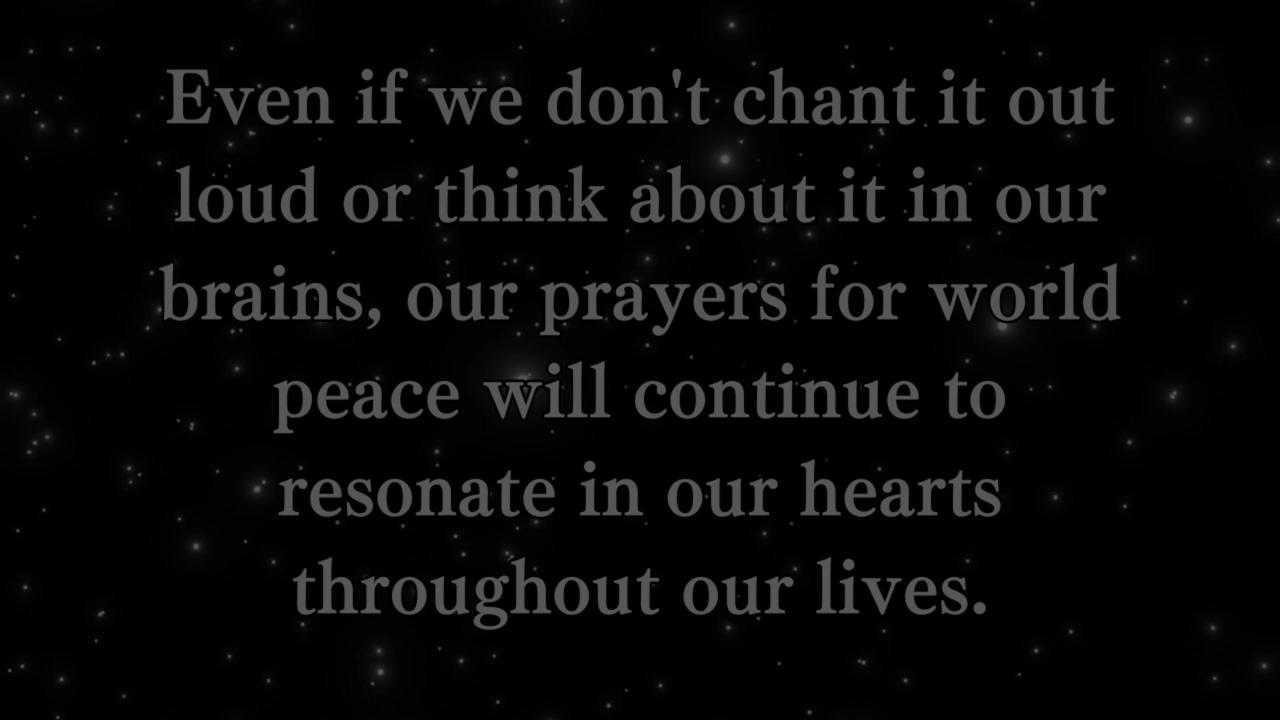 Even if we don't chant it out
loud or think about it in our
brains, our prayers for world
peace will continue to
resonate in our hearts
throughout our lives.